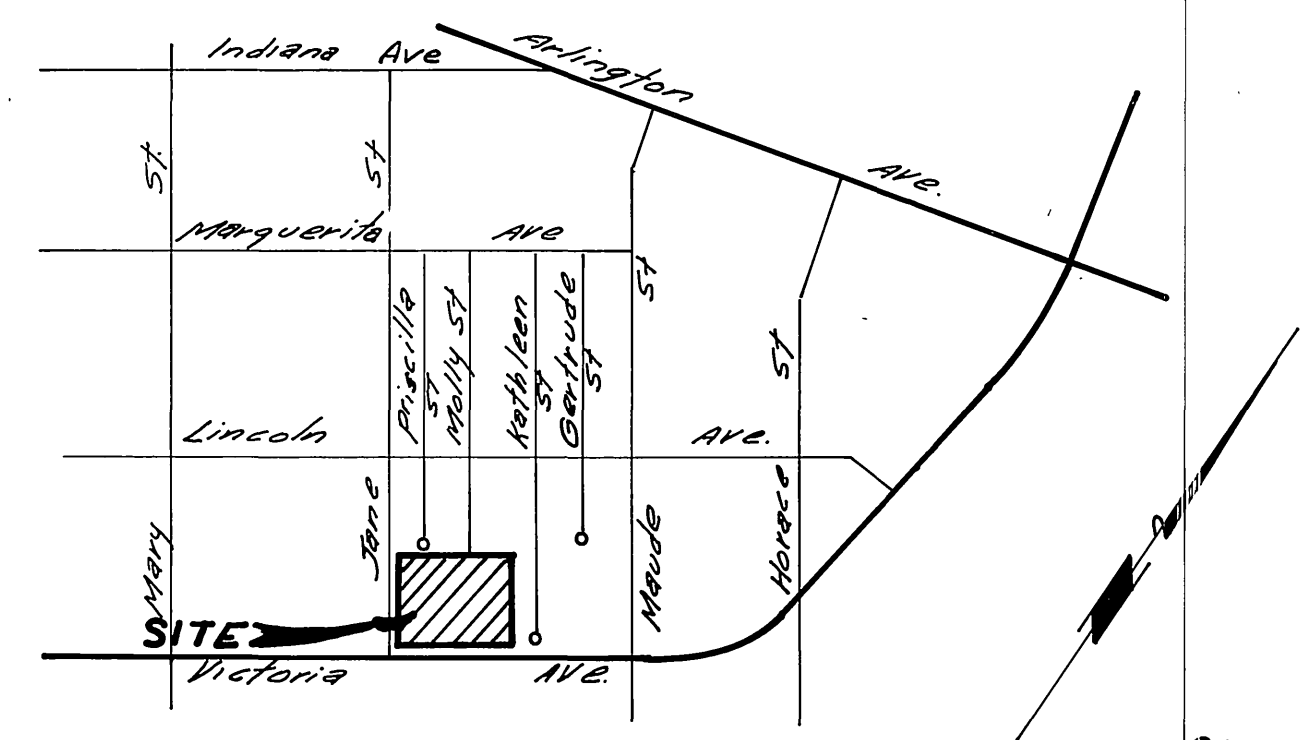 Indiana Ave
Arlington Ave.
St.
St
Marguerita Ave
St
Priscilla St
Molly St
Kathleen St
Gertrude St
St
Lincoln Ave.
Mary
Jane
Maude
Horace
SITE
Victoria AVE.